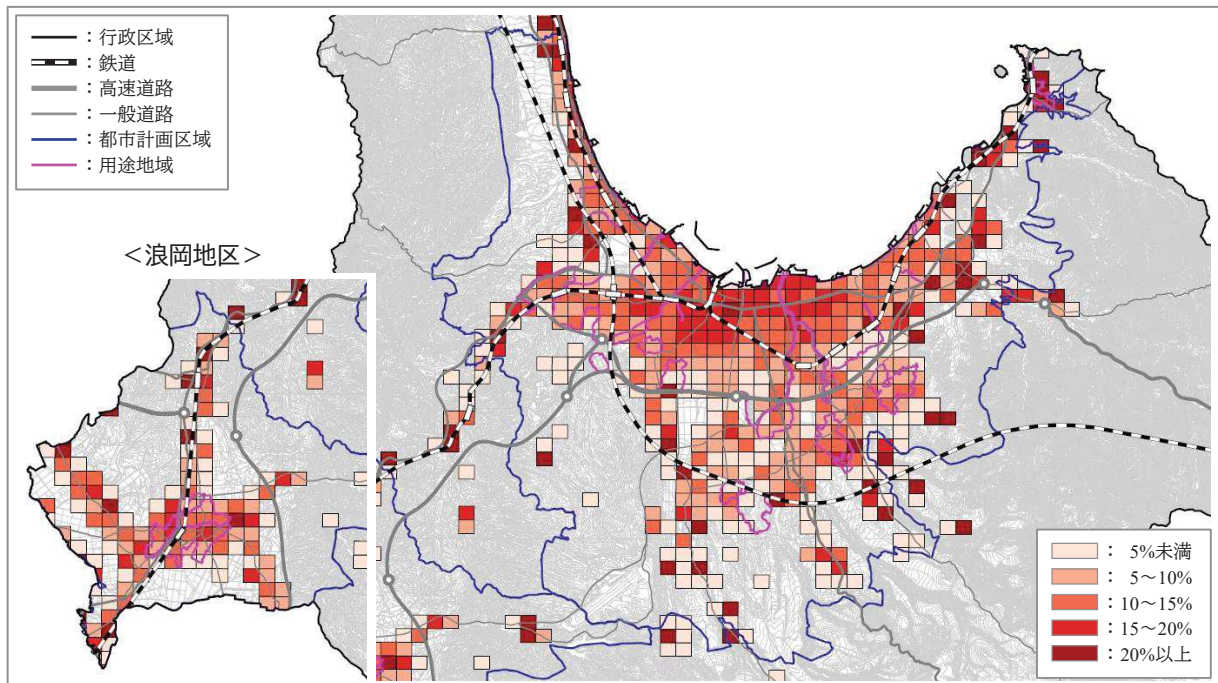 ：行政区域
：鉄道
：高速道路
：一般道路
：都市計画区域
：用途地域
＜浪岡地区＞
： 5%未満
： 5～10%
：10～15%
：15～20%
：20%以上